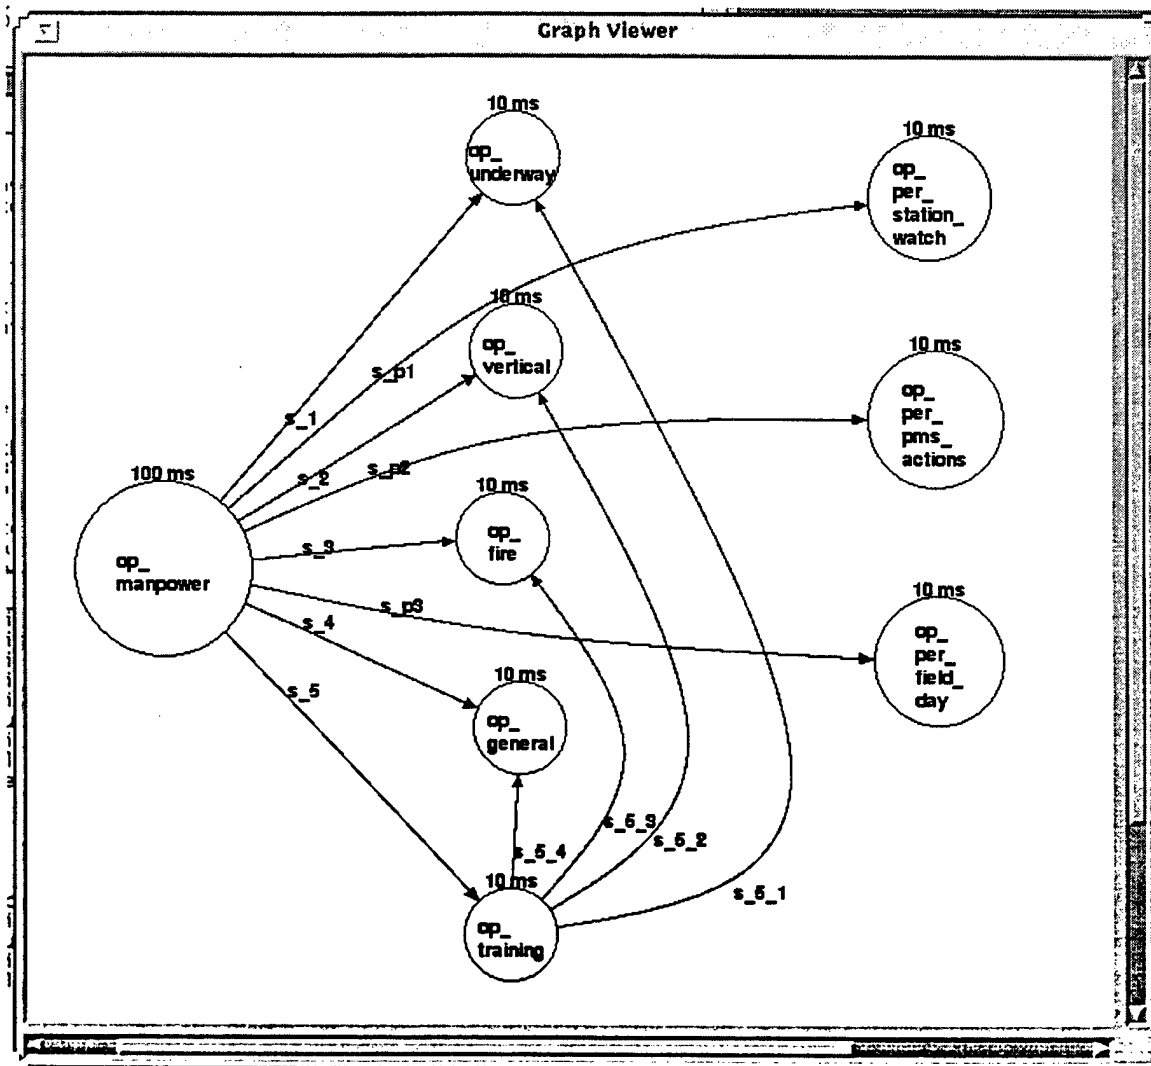 Graph Viewer
10 ms
op_
underway
10 ms
op_
per_
station_
watch
10 ms
op_
vertical
s_p1
10 ms
op_
per_
pms_
actions
s_1
s_2
s_p2
100 ms
op_
manpower
10 ms
op_
fire
s_3
s_p3
s_4
10 ms
op_
per_
field_
day
s_5
10 ms
op_
general
s_5_3
s_5_2
s_5_4
s_5_1
10 ms
op_
training